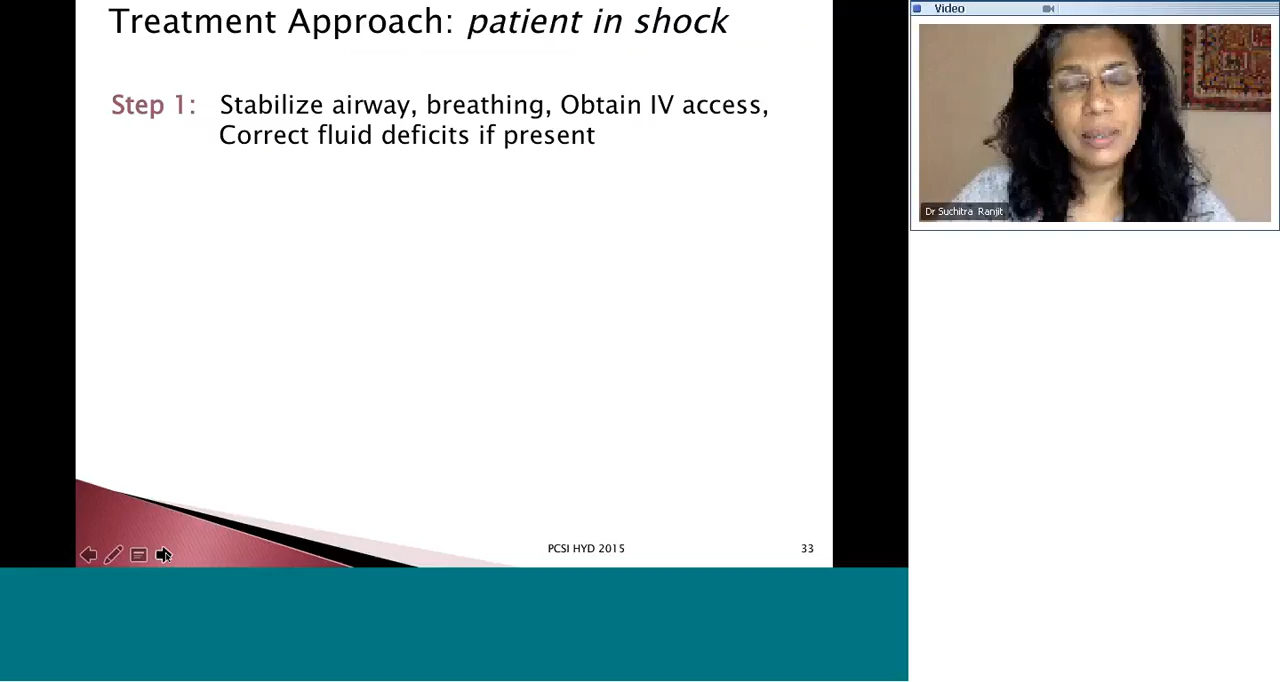 Treatment Approach: patient in shock
Step 1: Stabilize airway, breathing, Obtain IV access,
Correct fluid deficits if present
PCSI HYD 2015
33
Video
Dr Suchitra Ranjit